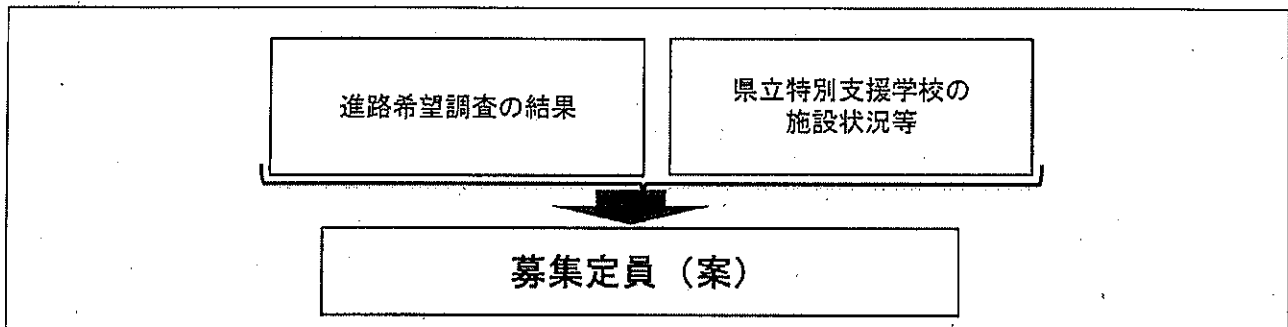 進路希望調査の結果
県立特別支援学校の
施設状況等
募集定員（案）